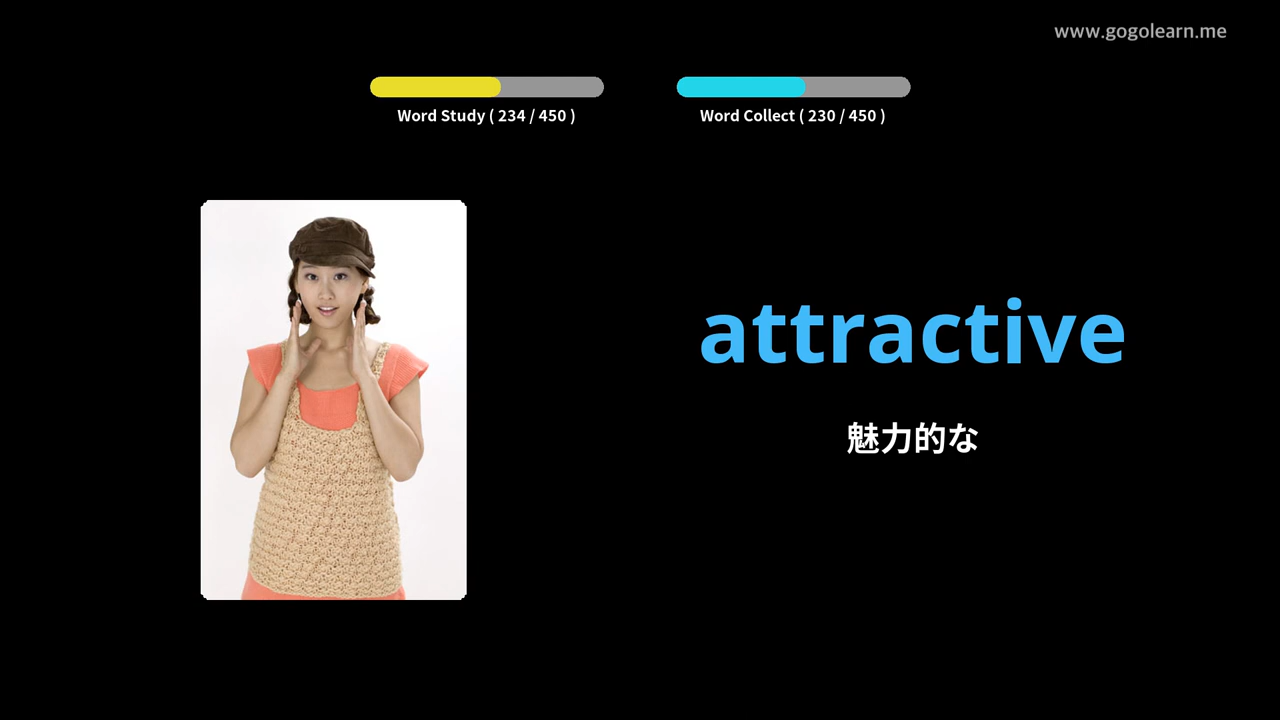 www.gogolearn.me
Word Study ( 234 / 450 )
Word Collect ( 230 / 450 )
attractive
魅力的な